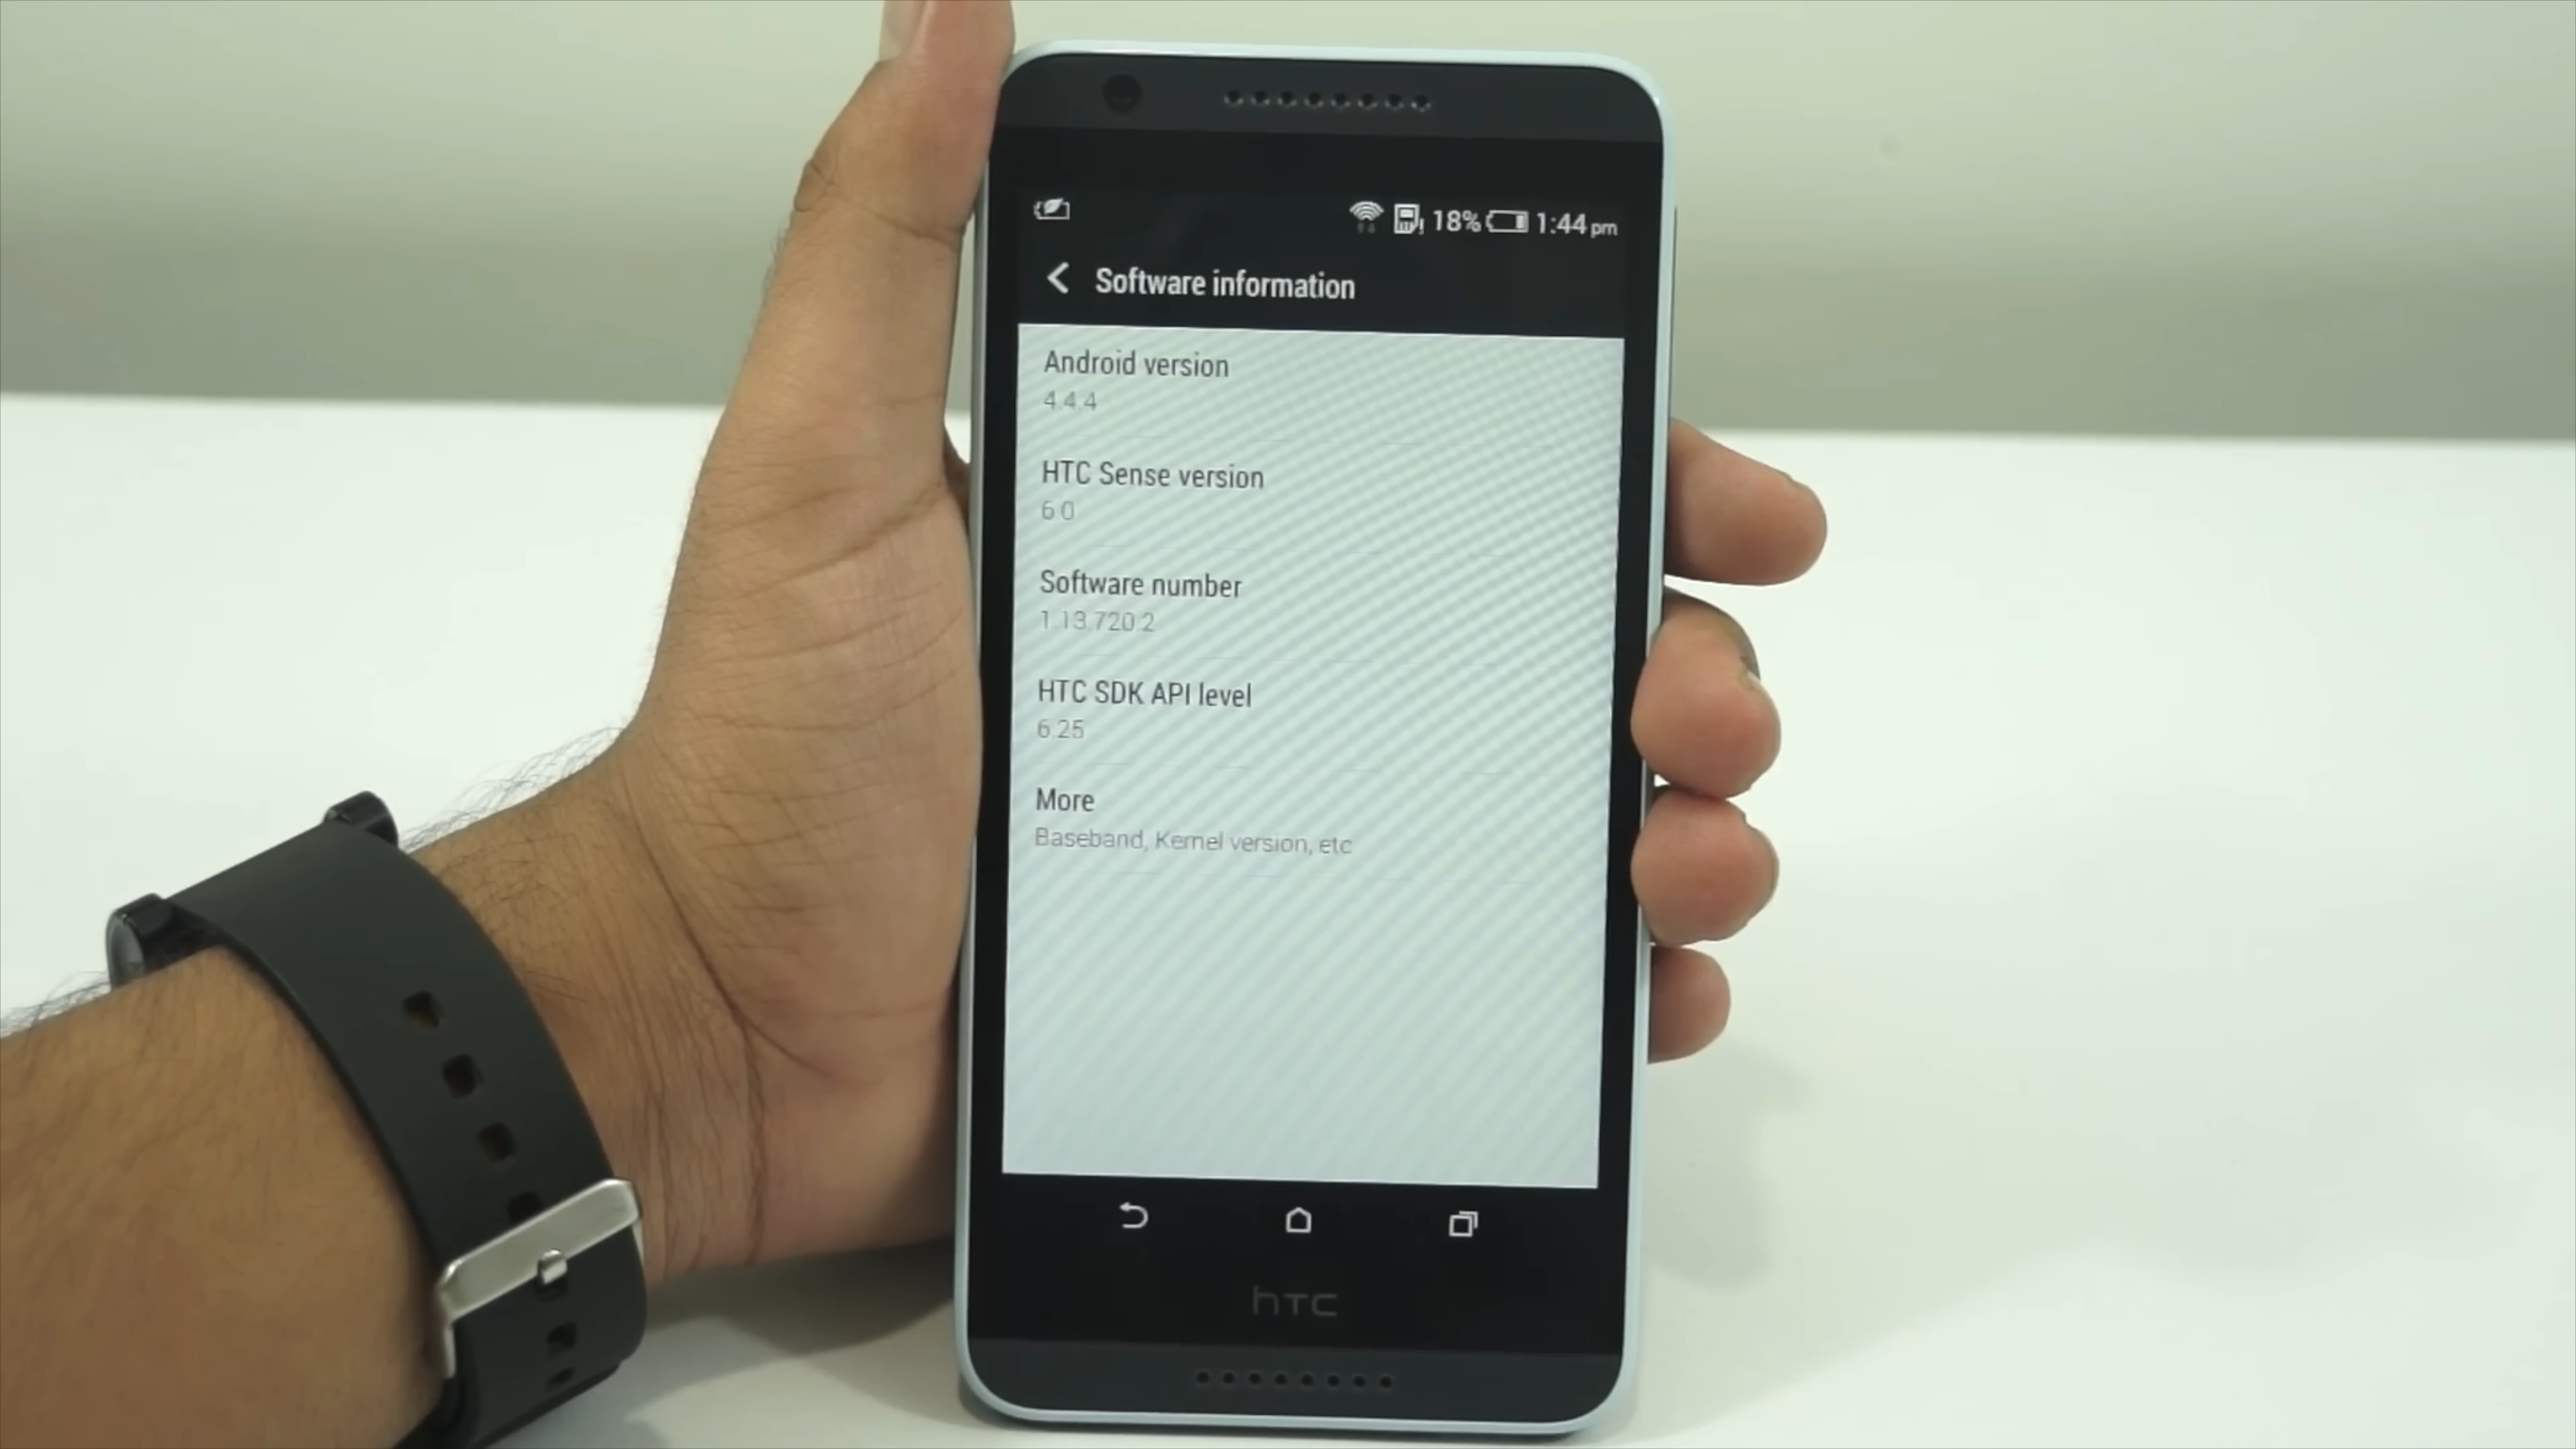 18% 1:44 pm
Software information
Android version
4.4.4
HTC Sense version
6.0
Software number
1.13.720.2
HTC SDK API level
6.25
More
Baseband, Kernel version, etc
hTC